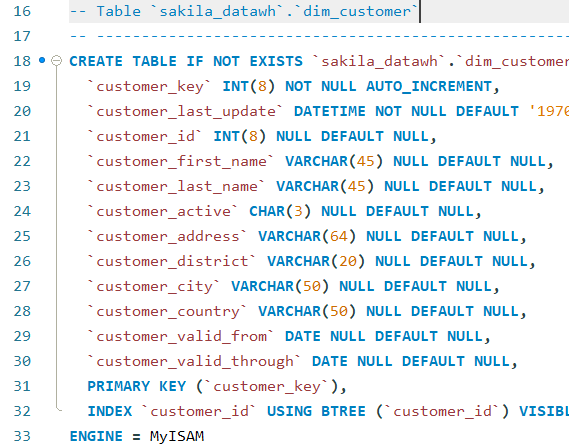 16 -- Table `sakila_datawh`.`dim_customer`
17 -- ----------------------------------------------------
18 CREATE TABLE IF NOT EXISTS `sakila_datawh`.`dim_customer
19 `customer_key` INT(8) NOT NULL AUTO_INCREMENT,
20 `customer_last_update` DATETIME NOT NULL DEFAULT '1970
21 `customer_id` INT(8) NULL DEFAULT NULL,
22 `customer_first_name` VARCHAR(45) NULL DEFAULT NULL,
23 `customer_last_name` VARCHAR(45) NULL DEFAULT NULL,
24 `customer_active` CHAR(3) NULL DEFAULT NULL,
25 `customer_address` VARCHAR(64) NULL DEFAULT NULL,
26 `customer_district` VARCHAR(20) NULL DEFAULT NULL,
27 `customer_city` VARCHAR(50) NULL DEFAULT NULL,
28 `customer_country` VARCHAR(50) NULL DEFAULT NULL,
29 `customer_valid_from` DATE NULL DEFAULT NULL,
30 `customer_valid_through` DATE NULL DEFAULT NULL,
31 PRIMARY KEY (`customer_key`),
32 INDEX `customer_id` USING BTREE (`customer_id`) VISIBL
33 ENGINE = MyISAM